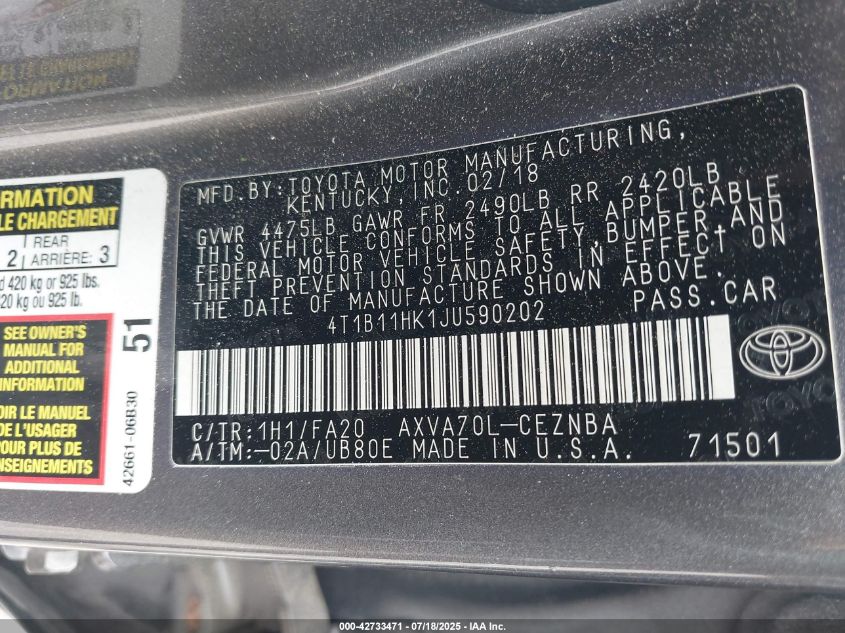 RMATION
LE CHARGEMENT
2 REAR
ARRIÈRE: 3
d 420 kg or 925 lbs.
20 kg ou 925 lb.
SEE OWNER'S
MANUAL FOR
ADDITIONAL
INFORMATION
OIR LE MANUEL
L'USAGER
POUR PLUS DE
NSEIGNEMENTS
51
42661-06B30
MFD.BY:TOYOTA MOTOR MANUFACTURING,
KENTUCKY, INC. 02/18
GVWR 4475LB GAWR FR 2490LB RR 2420LB
THIS VEHICLE CONFORMS TO ALL APPLICABLE
FEDERAL MOTOR VEHICLE SAFETY,BUMPER,AND
THEFT PREVENTION STANDARDS IN EFFECT ON
THE DATE OF MANUFACTURE SHOWN ABOVE.
4T1B11HK1JU590202 PASS.CAR
C/TR:1H1/FA20 AXVA70L-CEZNBA
A/TM:-02A/UB80E MADE IN U.S.A. 71501
000-42733471 - 07/18/2025 - IAA Inc.